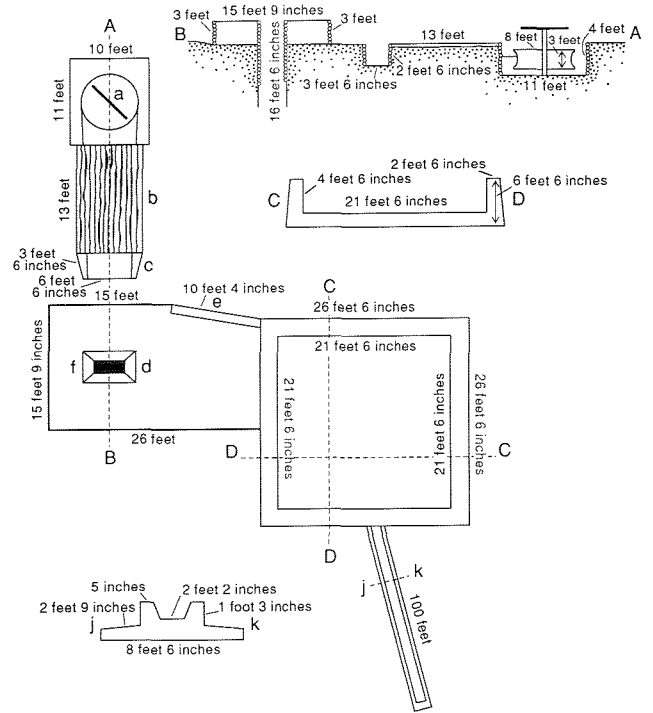 A
10 feet
11 feet
a
13 feet
b
3 feet
6 inches
c
6 feet
6 inches
15 feet 9 inches
3 feet
3 feet
B
16 feet 6 inches
3 feet 6 inches
2 feet 6 inches
13 feet
8 feet
3 feet
4 feet
A
11 feet
2 feet 6 inches
4 feet 6 inches
6 feet 6 inches
C
21 feet 6 inches
D
15 feet
10 feet 4 inches
e
C
26 feet 6 inches
21 feet 6 inches
15 feet 9 inches
f
d
21 feet 6 inches
21 feet 6 inches
26 feet 6 inches
26 feet
B
D
C
D
j
k
100 feet
5 inches
2 feet 2 inches
2 feet 9 inches
1 foot 3 inches
j
k
8 feet 6 inches